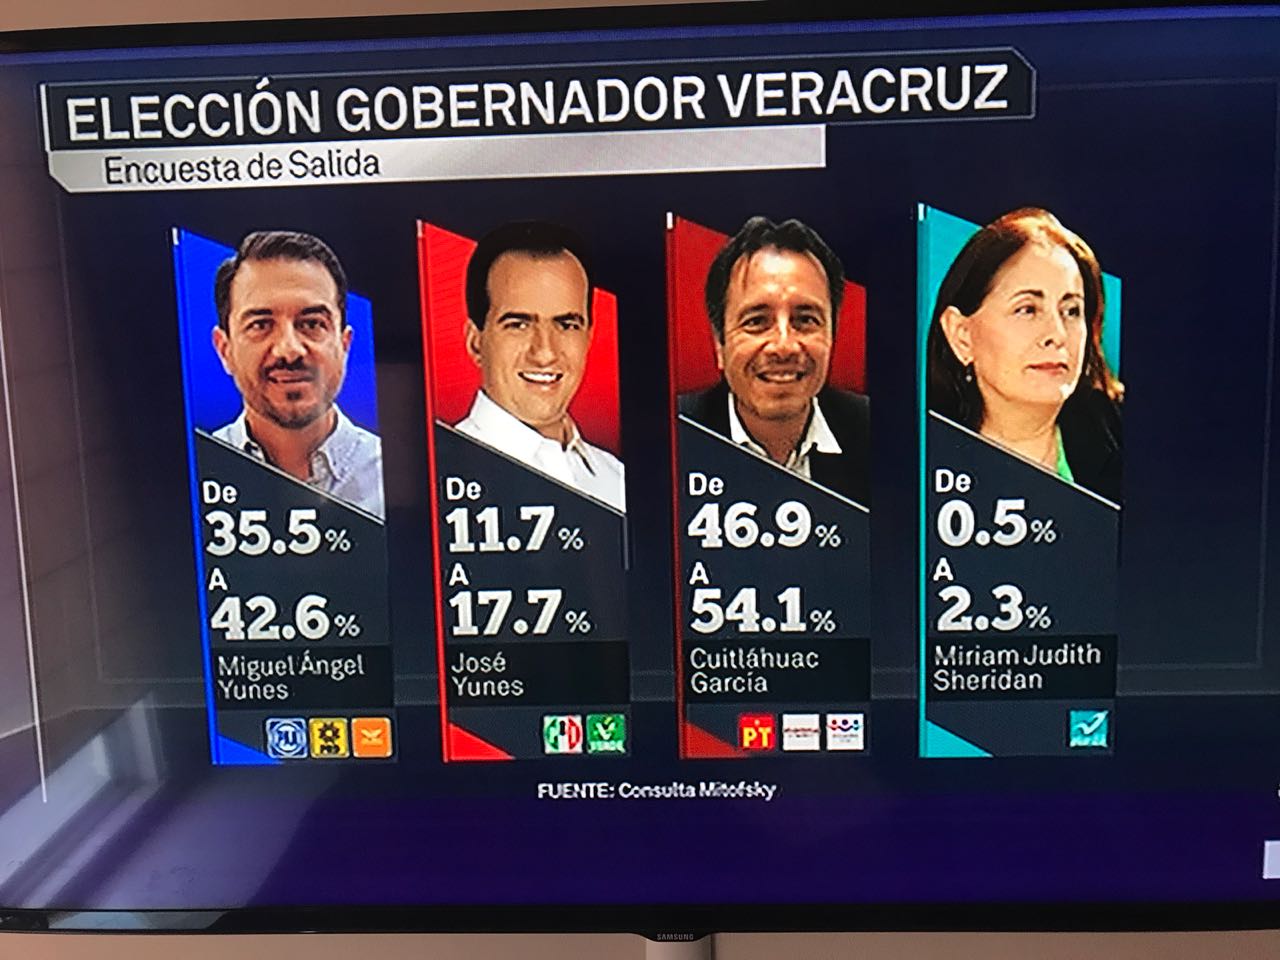 ELECCIÓN GOBERNADOR VERACRUZ
Encuesta de Salida
De
35.5%
A
42.6%
Miguel Ángel
Yunes
PAN
PRD
De
11.7%
A
17.7%
José
Yunes
PRI
VERDE
De
46.9%
A
54.1%
Cuitláhuac
García
PT
morena
De
0.5%
A
2.3%
Miriam Judith
Sheridan
FUENTE: Consulta Mitofsky
SAMSUNG